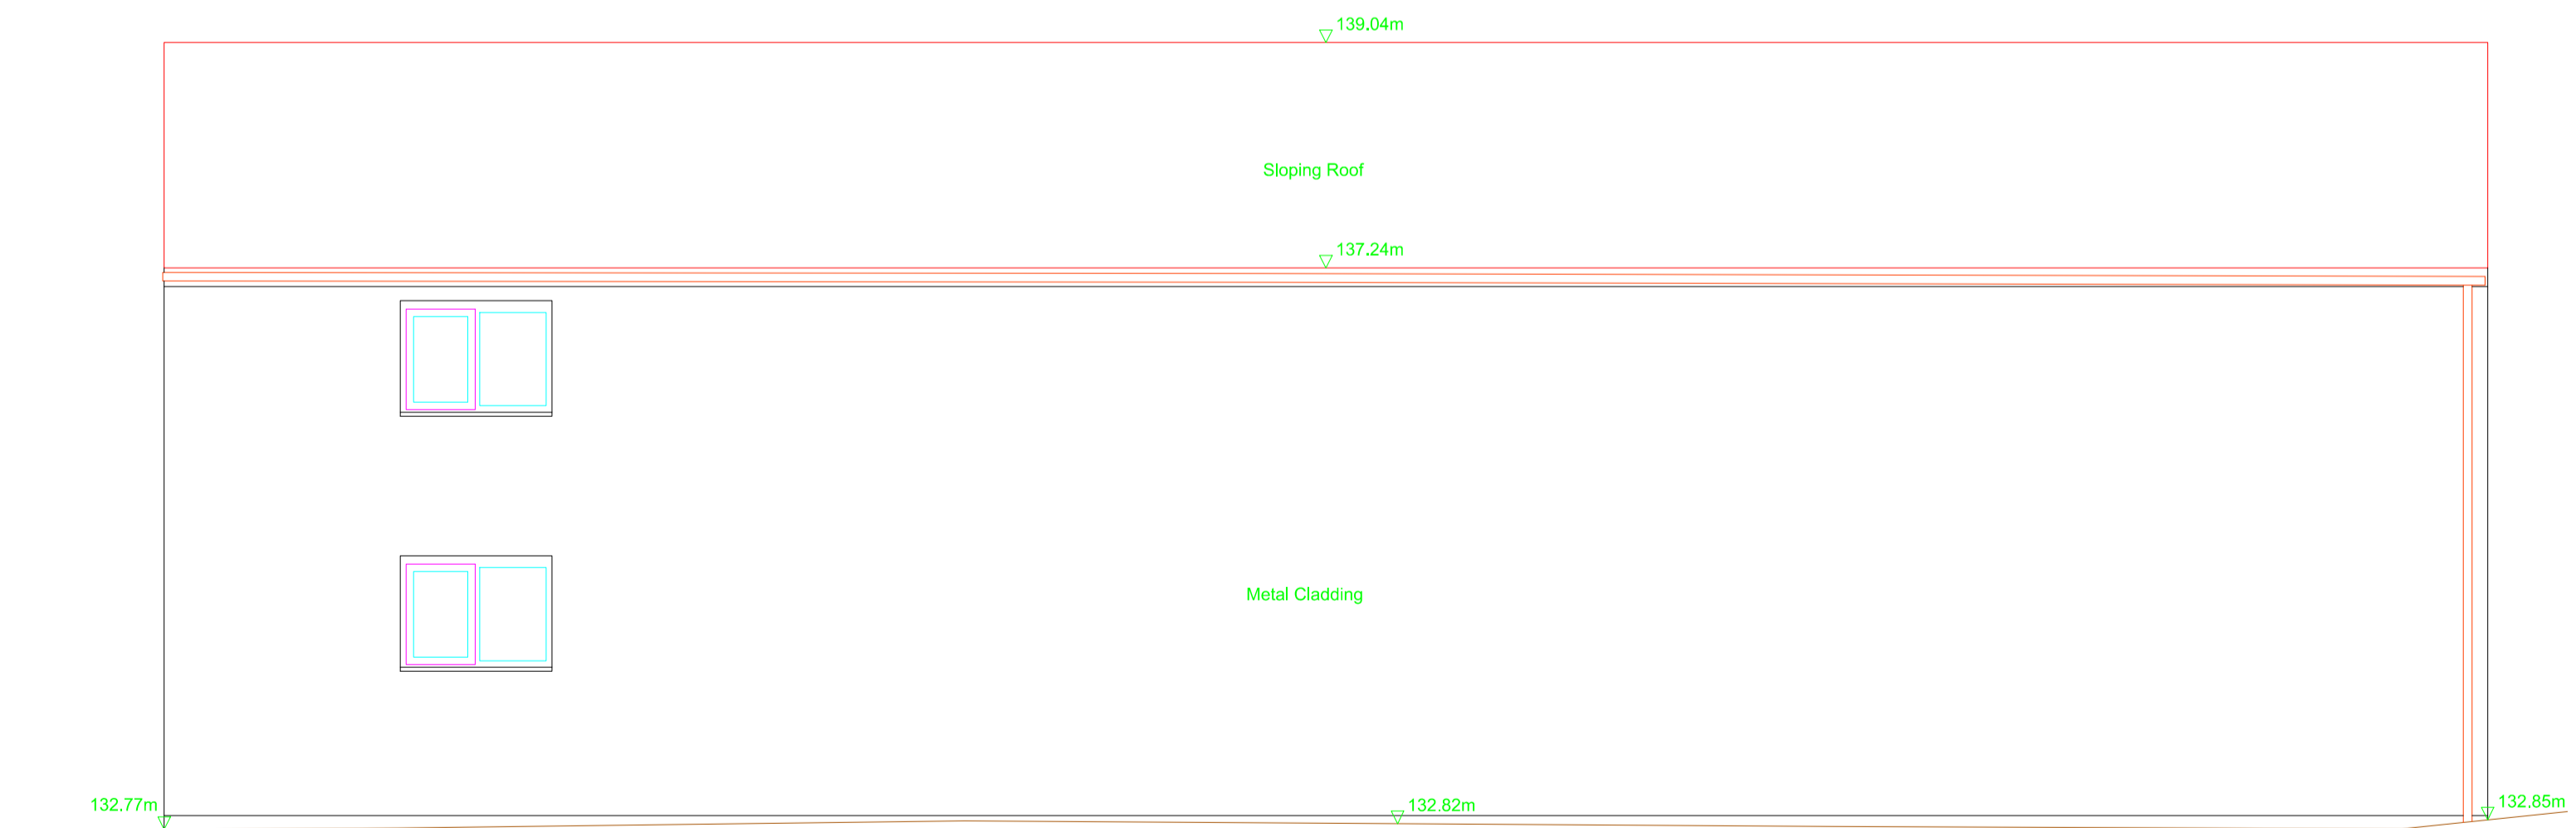 139.04m
Sloping Roof
137.24m
Metal Cladding
132.77m
132.82m
132.85m